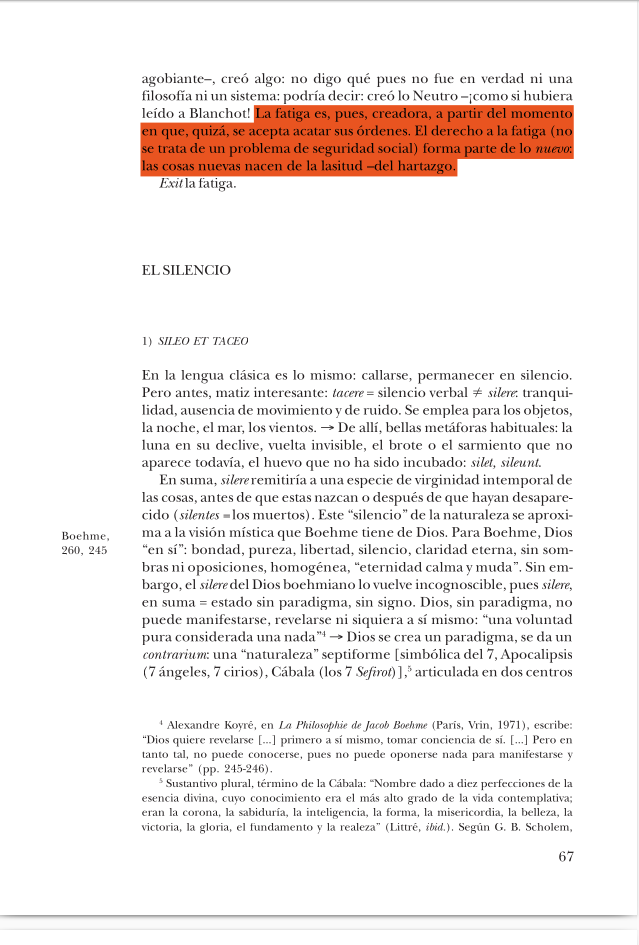 agobiante–, creó algo: no digo qué pues no fue en verdad ni una
filosofía ni un sistema: podría decir: creó lo Neutro –¡como si hubiera
leído a Blanchot! La fatiga es, pues, creadora, a partir del momento
en que, quizá, se acepta acatar sus órdenes. El derecho a la fatiga (no
se trata de un problema de seguridad social) forma parte de lo nuevo:
las cosas nuevas nacen de la lasitud –del hartazgo.
Exit la fatiga.
EL SILENCIO
1) SILEO ET TACEO
En la lengua clásica es lo mismo: callarse, permanecer en silencio.
Pero antes, matiz interesante: tacere = silencio verbal ≠ silere: tranqui-
lidad, ausencia de movimiento y de ruido. Se emplea para los objetos,
la noche, el mar, los vientos. → De allí, bellas metáforas habituales: la
luna en su declive, vuelta invisible, el brote o el sarmiento que no
aparece todavía, el huevo que no ha sido incubado: silet, sileunt.
En suma, silere remitiría a una especie de virginidad intemporal de
las cosas, antes de que estas nazcan o después de que hayan desapare-
cido (silentes = los muertos). Este “silencio” de la naturaleza se aproxi-
ma a la visión mística que Boehme tiene de Dios. Para Boehme, Dios
“en sí”: bondad, pureza, libertad, silencio, claridad eterna, sin som-
bras ni oposiciones, homogénea, “eternidad calma y muda”. Sin em-
bargo, el silere del Dios boehmiano lo vuelve incognoscible, pues silere,
en suma = estado sin paradigma, sin signo. Dios, sin paradigma, no
puede manifestarse, revelarse ni siquiera a sí mismo: “una voluntad
pura considerada una nada”⁴ → Dios se crea un paradigma, se da un
contrarium: una “naturaleza” septiforme [simbólica del 7, Apocalipsis
(7 ángeles, 7 cirios), Cábala (los 7 Sefirot)],⁵ articulada en dos centros
Boehme,
260, 245
⁴ Alexandre Koyré, en La Philosophie de Jacob Boehme (París, Vrin, 1971), escribe:
“Dios quiere revelarse [...] primero a sí mismo, tomar conciencia de sí. [...] Pero en
tanto tal, no puede conocerse, pues no puede oponerse nada para manifestarse y
revelarse” (pp. 245-246).
⁵ Sustantivo plural, término de la Cábala: “Nombre dado a diez perfecciones de la
esencia divina, cuyo conocimiento era el más alto grado de la vida contemplativa;
eran la corona, la sabiduría, la inteligencia, la forma, la misericordia, la belleza, la
victoria, la gloria, el fundamento y la realeza” (Littré, ibid.). Según G. B. Scholem,
67